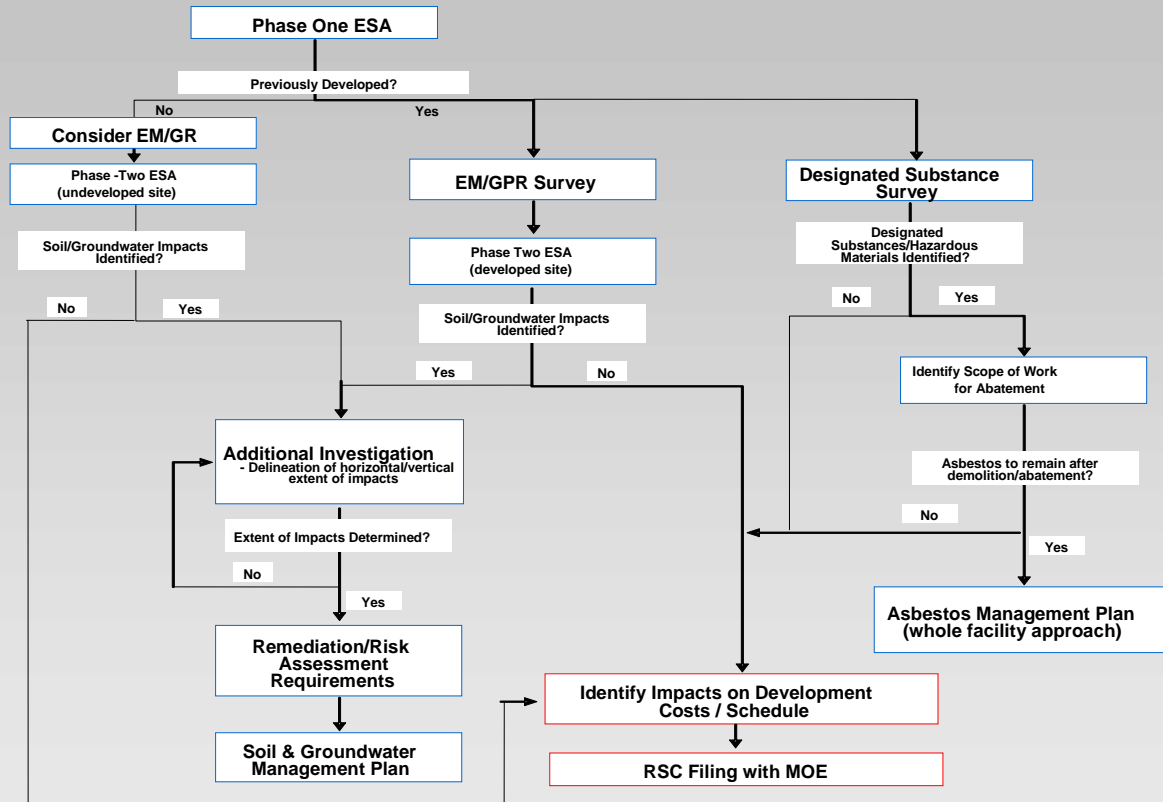 Phase One ESA
Previously Developed?
No
Yes
Consider EM/GR
Phase -Two ESA
(undeveloped site)
EM/GPR Survey
Designated Substance
Survey
Soil/Groundwater Impacts
Identified?
Phase Two ESA
(developed site)
Designated
Substances/Hazardous
Materials Identified?
No
Yes
Soil/Groundwater Impacts
Identified?
No
Yes
Yes
No
Identify Scope of Work
for Abatement
Additional Investigation
- Delineation of horizontal/vertical
extent of impacts
Asbestos to remain after
demolition/abatement?
Extent of Impacts Determined?
No
Yes
No
Yes
Asbestos Management Plan
(whole facility approach)
Remediation/Risk
Assessment
Requirements
Identify Impacts on Development
Costs / Schedule
Soil & Groundwater
Management Plan
RSC Filing with MOE